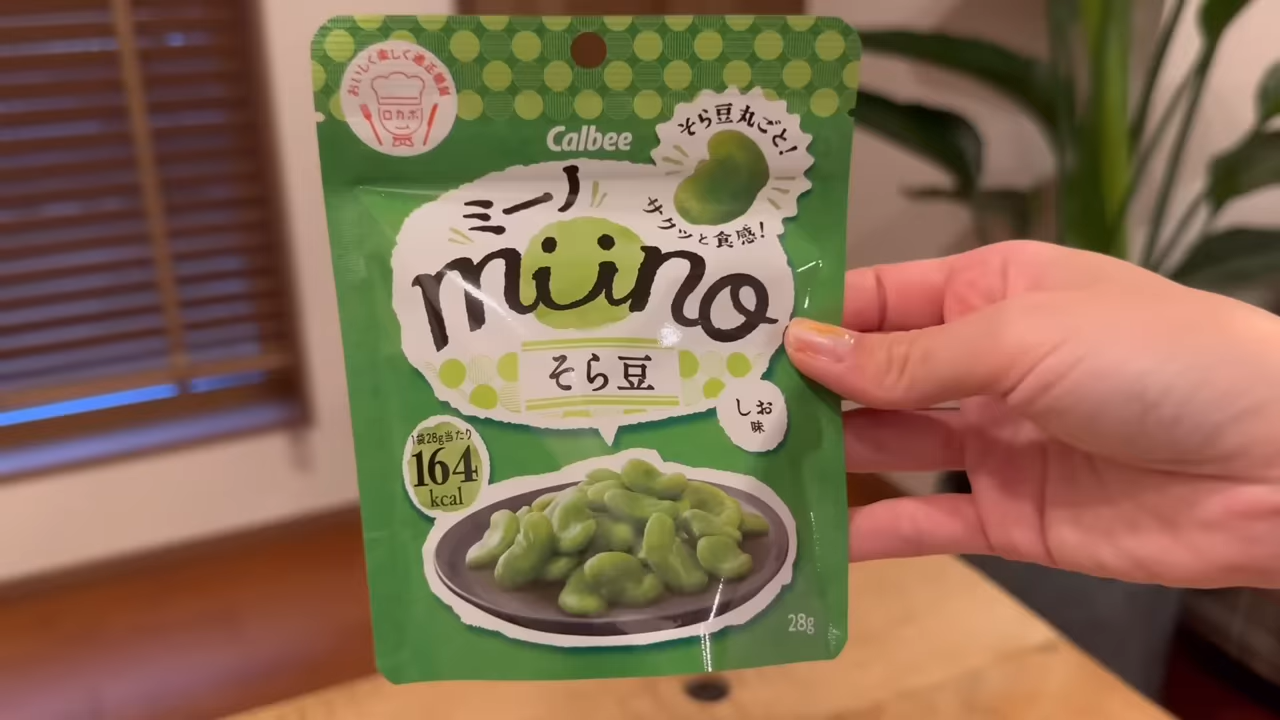 おいしく楽しく適正糖質
ロカボ
Calbee
そら豆丸ごと!
サクッと食感!
ミーノ
miino
そら豆
しお
味
1袋28g当たり
164
kcal
28g